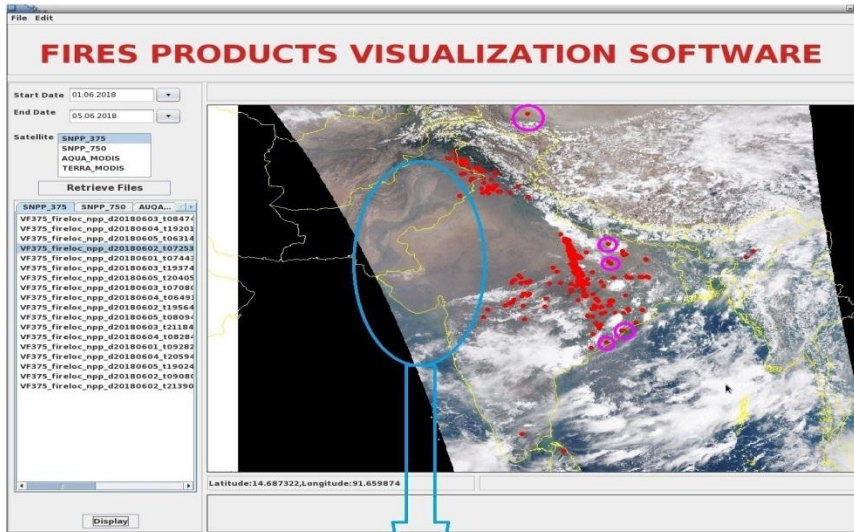 File Edit
FIRES PRODUCTS VISUALIZATION SOFTWARE
Start Date 01.06.2018
End Date 05.06.2018
Satellite
SNPP_375
SNPP_750
AQUA_MODIS
TERRA_MODIS
Retrieve Files
SNPP_375 SNPP_750 AUQA...
VF375_fireloc_npp_d20180603_t08474
VF375_fireloc_npp_d20180604_t19201
VF375_fireloc_npp_d20180605_t06314
VF375_fireloc_npp_d20180602_t07253
VF375_fireloc_npp_d20180601_t07443
VF375_fireloc_npp_d20180603_t19374
VF375_fireloc_npp_d20180605_t20405
VF375_fireloc_npp_d20180603_t07080
VF375_fireloc_npp_d20180604_t06491
VF375_fireloc_npp_d20180602_t19564
VF375_fireloc_npp_d20180605_t08094
VF375_fireloc_npp_d20180603_t21184
VF375_fireloc_npp_d20180604_t08284
VF375_fireloc_npp_d20180601_t09282
VF375_fireloc_npp_d20180604_t20594
VF375_fireloc_npp_d20180605_t19024
VF375_fireloc_npp_d20180602_t09080
VF375_fireloc_npp_d20180602_t21390
Latitude:14.687322,Longitude:91.659874
Display